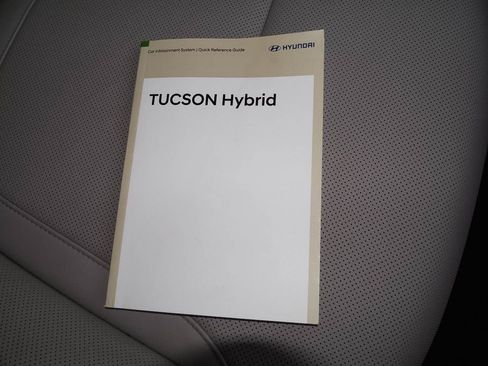 Car Infotainment System | Quick Reference Guide
HYUNDAI
TUCSON Hybrid